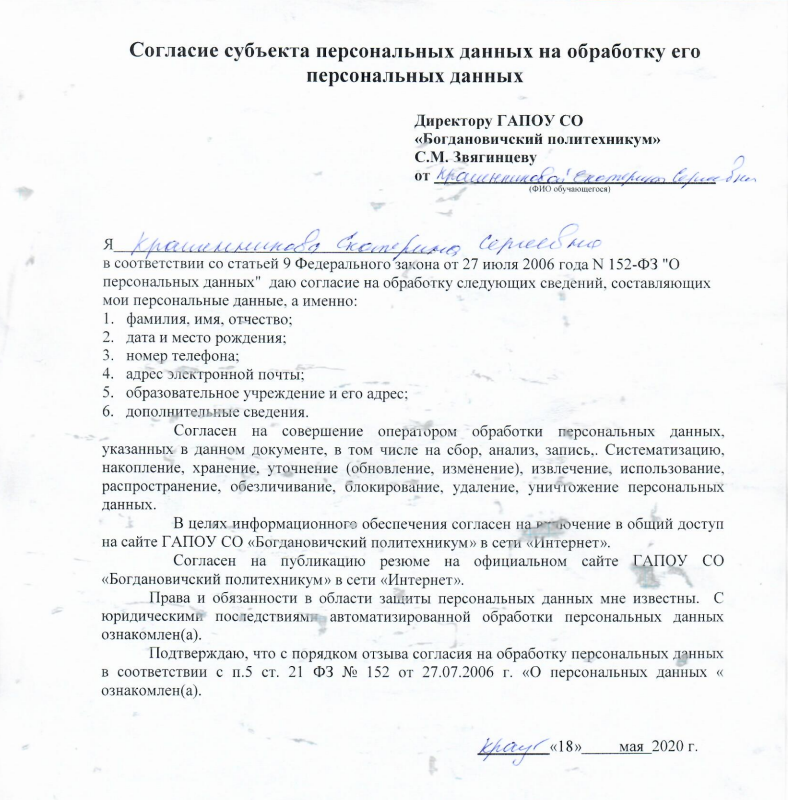 Согласие субъекта персональных данных на обработку его
персональных данных
Директору ГАПОУ СО
«Богдановичский политехникум»
С.М. Звягинцеву
от Крашенинниковой Екатерины Сергеевны
(ФИО обучающегося)
Я Крашенинникова Екатерина Сергеевна
в соответствии со статьей 9 Федерального закона от 27 июля 2006 года N 152-ФЗ "О
персональных данных" даю согласие на обработку следующих сведений, составляющих
мои персональные данные, а именно:
1. фамилия, имя, отчество;
2. дата и место рождения;
3. номер телефона;
4. адрес электронной почты;
5. образовательное учреждение и его адрес;
6. дополнительные сведения.
Согласен на совершение оператором обработки персональных данных,
указанных в данном документе, в том числе на сбор, анализ, запись,. Систематизацию,
накопление, хранение, уточнение (обновление, изменение), извлечение, использование,
распространение, обезличивание, блокирование, удаление, уничтожение персональных
данных.
В целях информационного обеспечения согласен на включение в общий доступ
на сайте ГАПОУ СО «Богдановичский политехникум» в сети «Интернет».
Согласен на публикацию резюме на официальном сайте ГАПОУ СО
«Богдановичский политехникум» в сети «Интернет».
Права и обязанности в области защиты персональных данных мне известны. С
юридическими последствиями автоматизированной обработки персональных данных
ознакомлен(а).
Подтверждаю, что с порядком отзыва согласия на обработку персональных данных
в соответствии с п.5 ст. 21 ФЗ № 152 от 27.07.2006 г. «О персональных данных «
ознакомлен(а).
«18» мая 2020 г.